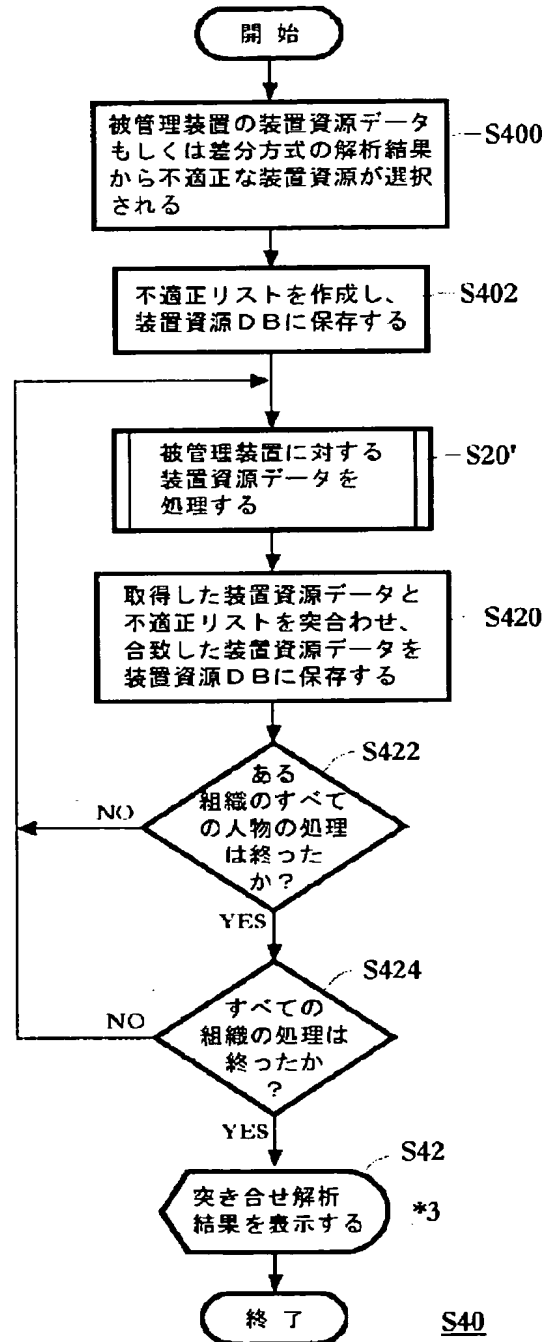 開始
被管理装置の装置資源データ
もしくは差分方式の解析結果
から不適正な装置資源が選択
される
S400
不適正リストを作成し、
装置資源DBに保存する
S402
被管理装置に対する
装置資源データを
処理する
S20'
取得した装置資源データと
不適正リストを突合わせ、
合致した装置資源データを
装置資源DBに保存する
S420
S422
ある
組織のすべて
の人物の処理
は終った
か?
NO
YES
S424
すべての
組織の処理は
終ったか
?
NO
YES
S42
突き合せ解析
結果を表示する
*3
終了
S40